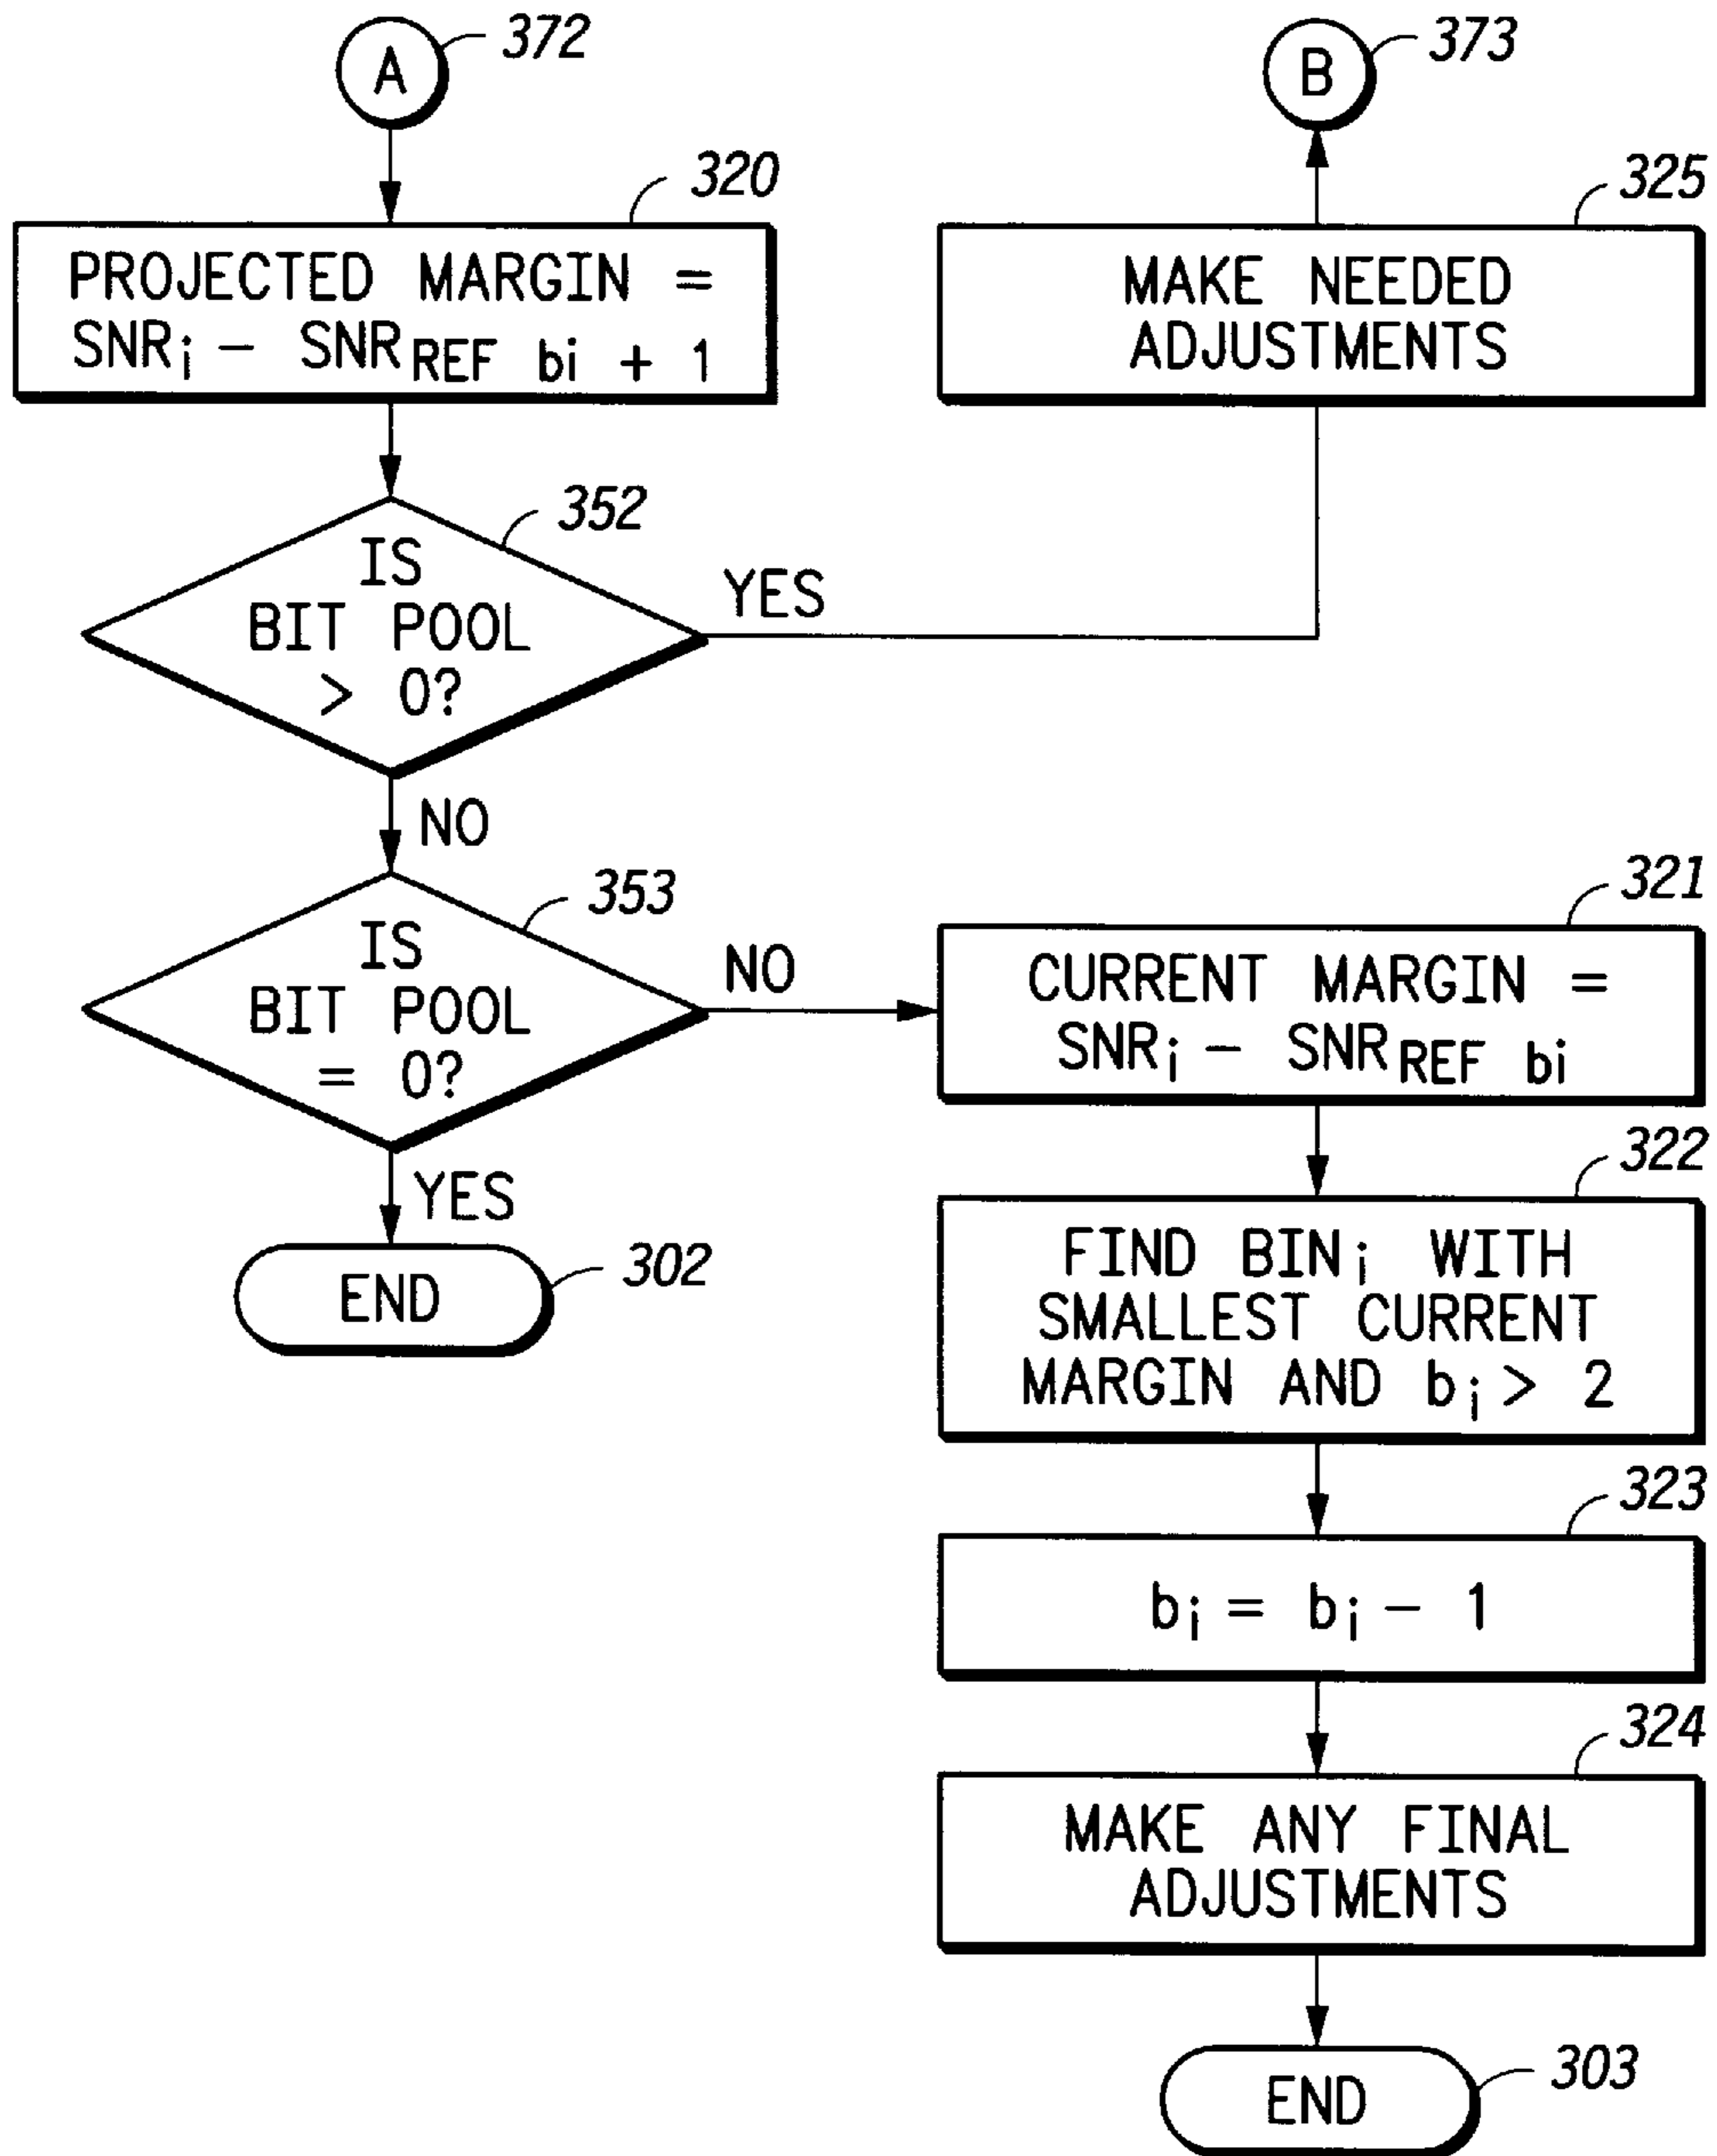 A
372
320
PROJECTED MARGIN =
SNRi – SNRREF bi + 1
352
IS
BIT POOL
> 0?
YES
NO
B
373
325
MAKE NEEDED
ADJUSTMENTS
353
IS
BIT POOL
= 0?
NO
YES
302
END
321
CURRENT MARGIN =
SNRi – SNRREF bi
322
FIND BINi WITH
SMALLEST CURRENT
MARGIN AND bi > 2
323
bi = bi – 1
324
MAKE ANY FINAL
ADJUSTMENTS
303
END